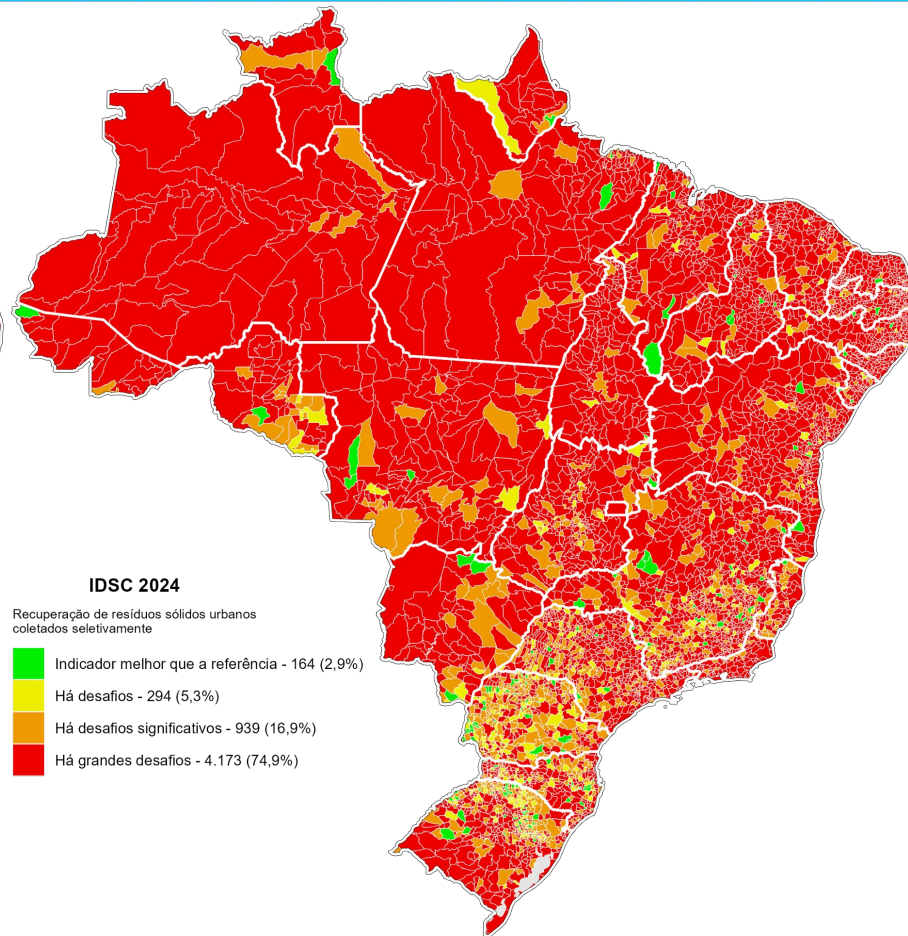 IDSC 2024
Recuperação de resíduos sólidos urbanos
coletados seletivamente
Indicador melhor que a referência - 164 (2,9%)
Há desafios - 294 (5,3%)
Há desafios significativos - 939 (16,9%)
Há grandes desafios - 4.173 (74,9%)